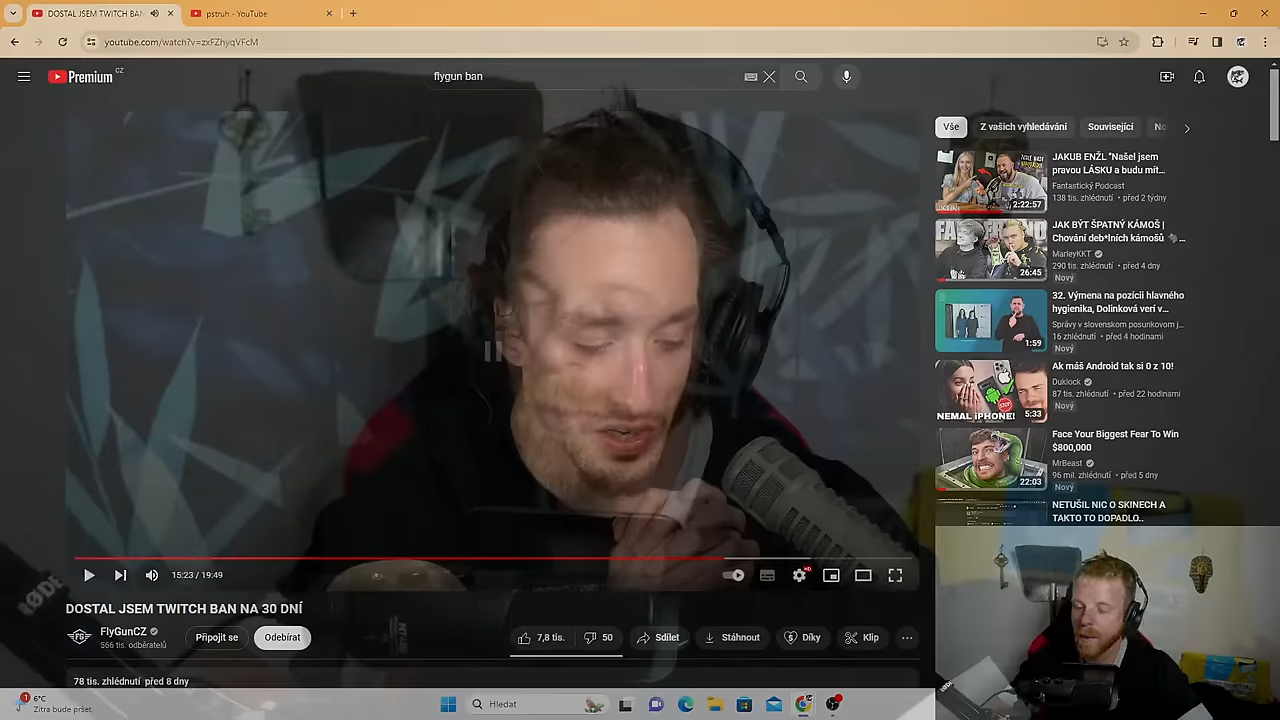 DOSTAL JSEM TWITCH BAN
pstruh - YouTube
youtube.com/watch?v=zxFZhyqVFcM
Premium CZ
flygun ban
Vše
Z vašich vyhledávání
Související
JAKUB ENŽL "Našel jsem
pravou LÁSKU a budu mít...
Fantastický Podcast
138 tis. zhlédnutí • před 2 týdny
2:22:57
JAK BÝT ŠPATNÝ KÁMOŠ |
Chování deb*lních kámošů
MarleyKKT
290 tis. zhlédnutí • před 4 dny
Nový
26:45
32. Výmena na pozícii hlavného
hygienika, Dolinková verí v...
Správy v slovenskom posunkovom j...
16 zhlédnutí • před 4 hodinami
Nový
1:59
Ak máš Android tak si 0 z 10!
Duklock
87 tis. zhlédnutí • před 22 hodinami
Nový
NEMAL iPHONE!
5:33
Face Your Biggest Fear To Win
$800,000
MrBeast
96 mil. zhlédnutí • před 5 dny
Nový
22:03
NETUŠIL NIC O SKINECH A
TAKTO TO DOPADLO..
15:23 / 19:49
DOSTAL JSEM TWITCH BAN NA 30 DNÍ
FG
FlyGunCZ
566 tis. odběratelů
Připojit se
Odebírat
7,8 tis.
50
Sdílet
Stáhnout
Díky
Klip
78 tis. zhlédnutí před 8 dny
RØDE
1
6°C
Zítra bude pršet.
Hledat